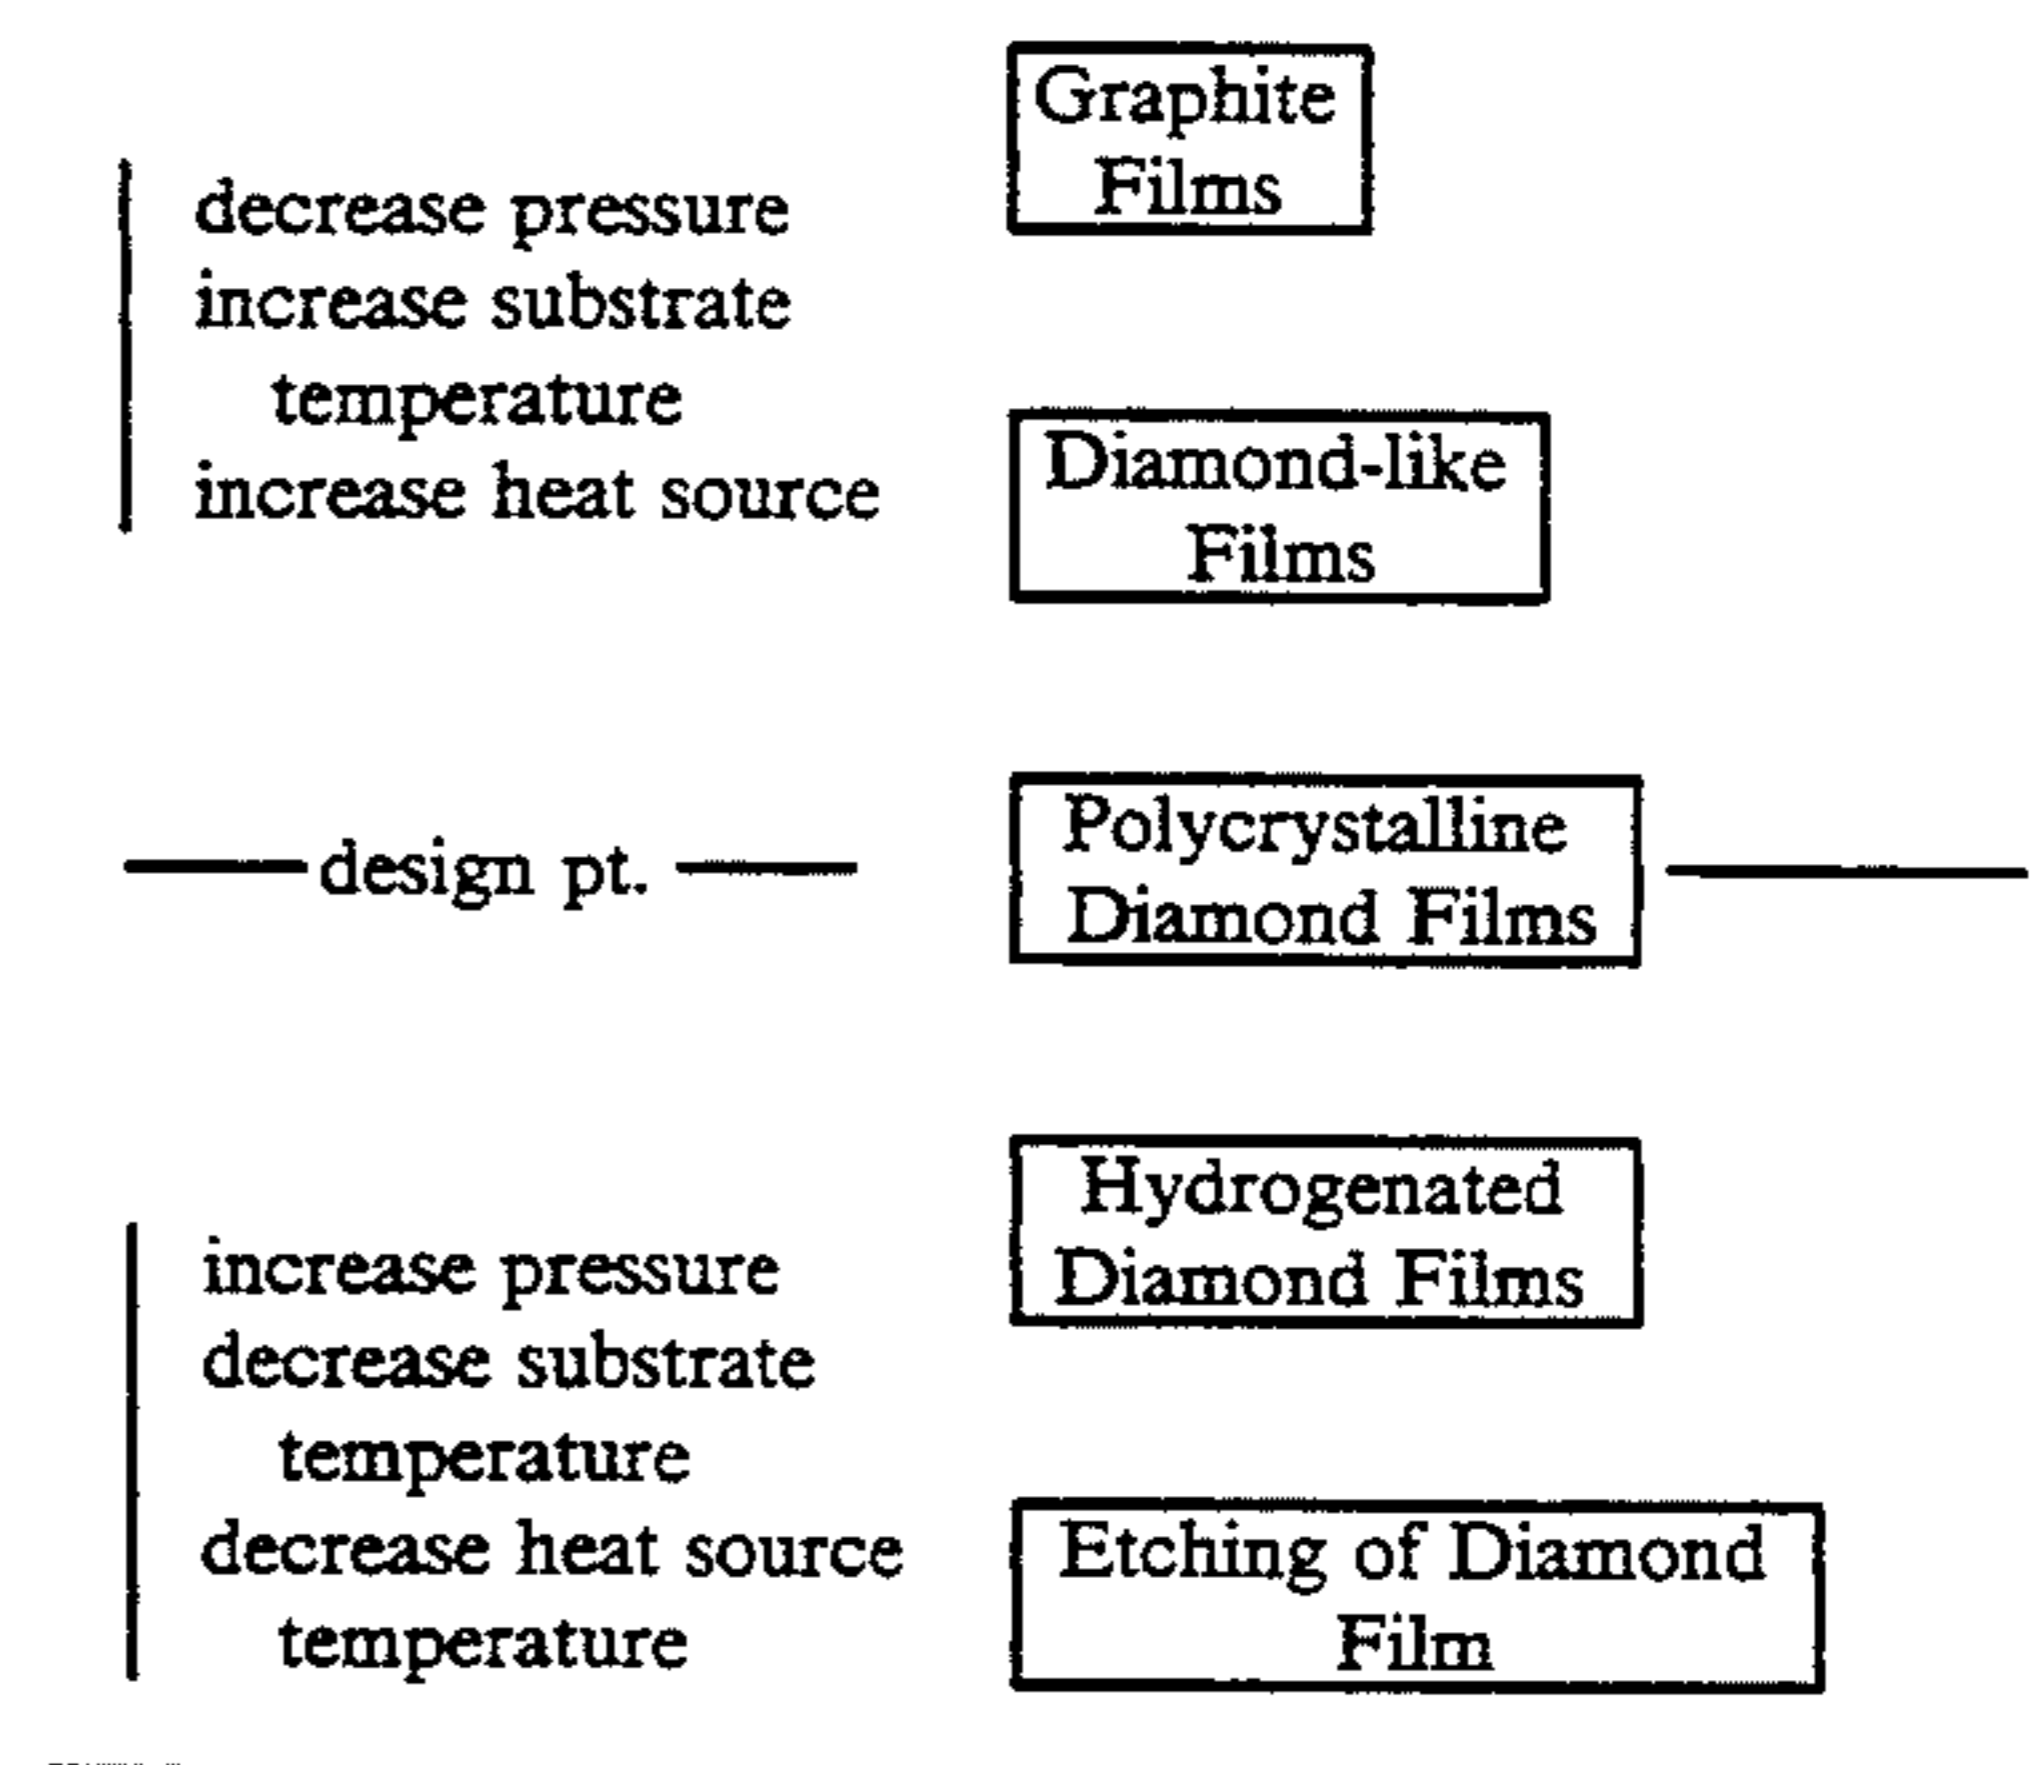 Graphite
Films
decrease pressure
increase substrate
temperature
increase heat source
Diamond-like
Films
design pt.
Polycrystalline
Diamond Films
Hydrogenated
Diamond Films
increase pressure
decrease substrate
temperature
decrease heat source
temperature
Etching of Diamond
Film